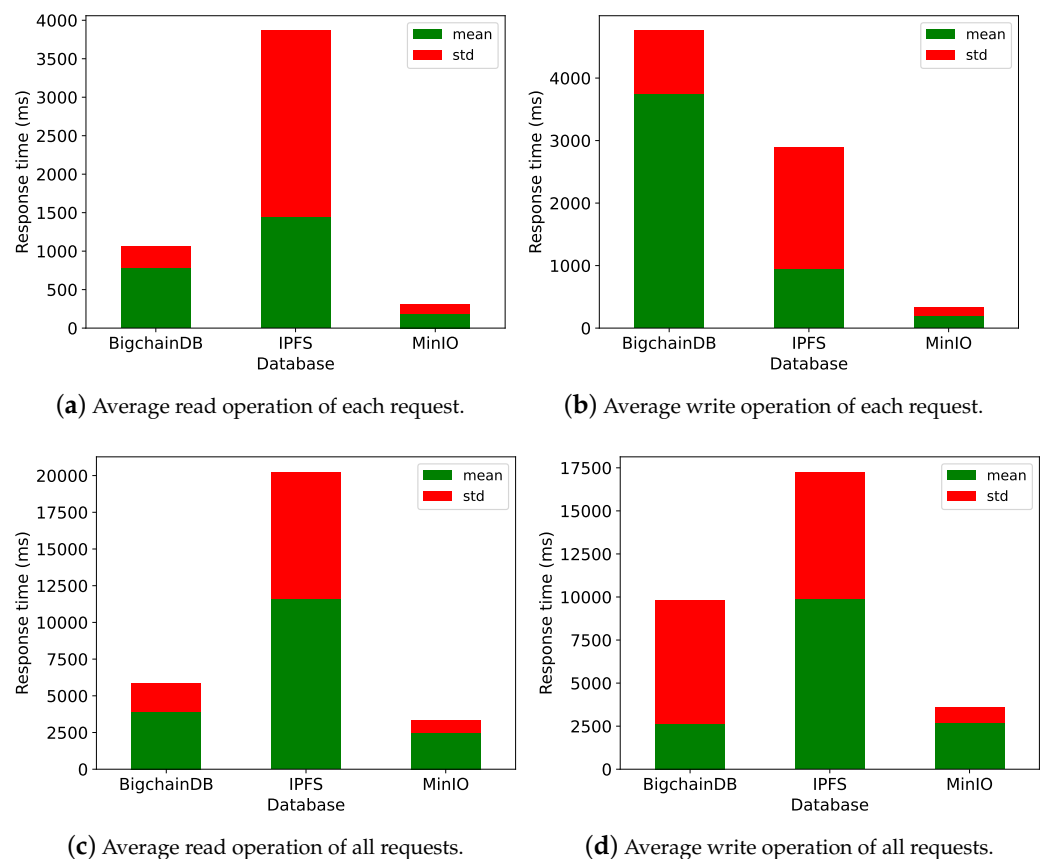 4000
3500
3000
2500
2000
1500
1000
500
0
Response time (ms)
mean
std
BigchainDB IPFS MinIO
Database
(a) Average read operation of each request.
4000
3000
2000
1000
0
Response time (ms)
mean
std
BigchainDB IPFS MinIO
Database
(b) Average write operation of each request.
20000
17500
15000
12500
10000
7500
5000
2500
0
Response time (ms)
mean
std
BigchainDB IPFS MinIO
Database
(c) Average read operation of all requests.
17500
15000
12500
10000
7500
5000
2500
0
Response time (ms)
mean
std
BigchainDB IPFS MinIO
Database
(d) Average write operation of all requests.